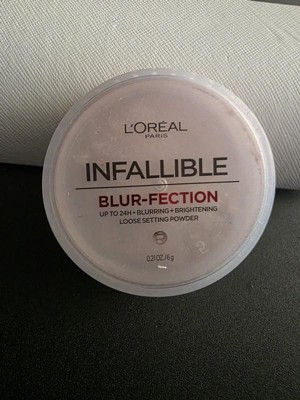 L'ORÉAL
PARIS
INFALLIBLE
BLUR-FECTION
UP TO 24H • BLURRING • BRIGHTENING
LOOSE SETTING POWDER
0.21 OZ./6g